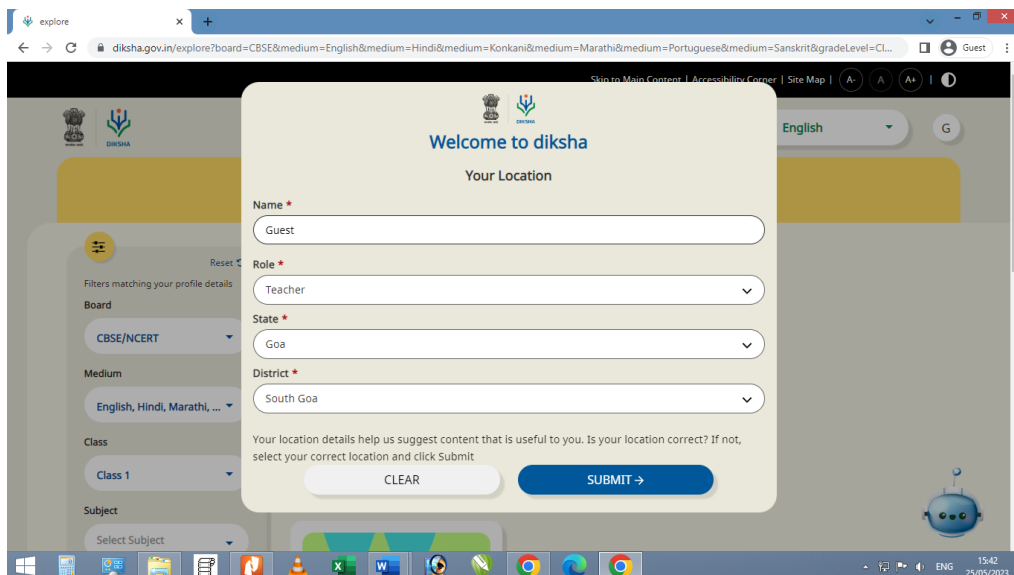 explore
diksha.gov.in/explore?board=CBSE&medium=English&medium=Hindi&medium=Konkani&medium=Marathi&medium=Portuguese&medium=Sanskrit&gradeLevel=Cl...
Guest
Skip to Main Content | Accessibility Corner | Site Map | A- A A+ |
DIKSHA
English
G
DIKSHA
Welcome to diksha
Your Location
Name *
Guest
Role *
Teacher
State *
Goa
District *
South Goa
Your location details help us suggest content that is useful to you. Is your location correct? If not,
select your correct location and click Submit
CLEAR
SUBMIT →
Reset
Filters matching your profile details
Board
CBSE/NCERT
Medium
English, Hindi, Marathi, ...
Class
Class 1
Subject
Select Subject
ENG
15:42
25/05/2023